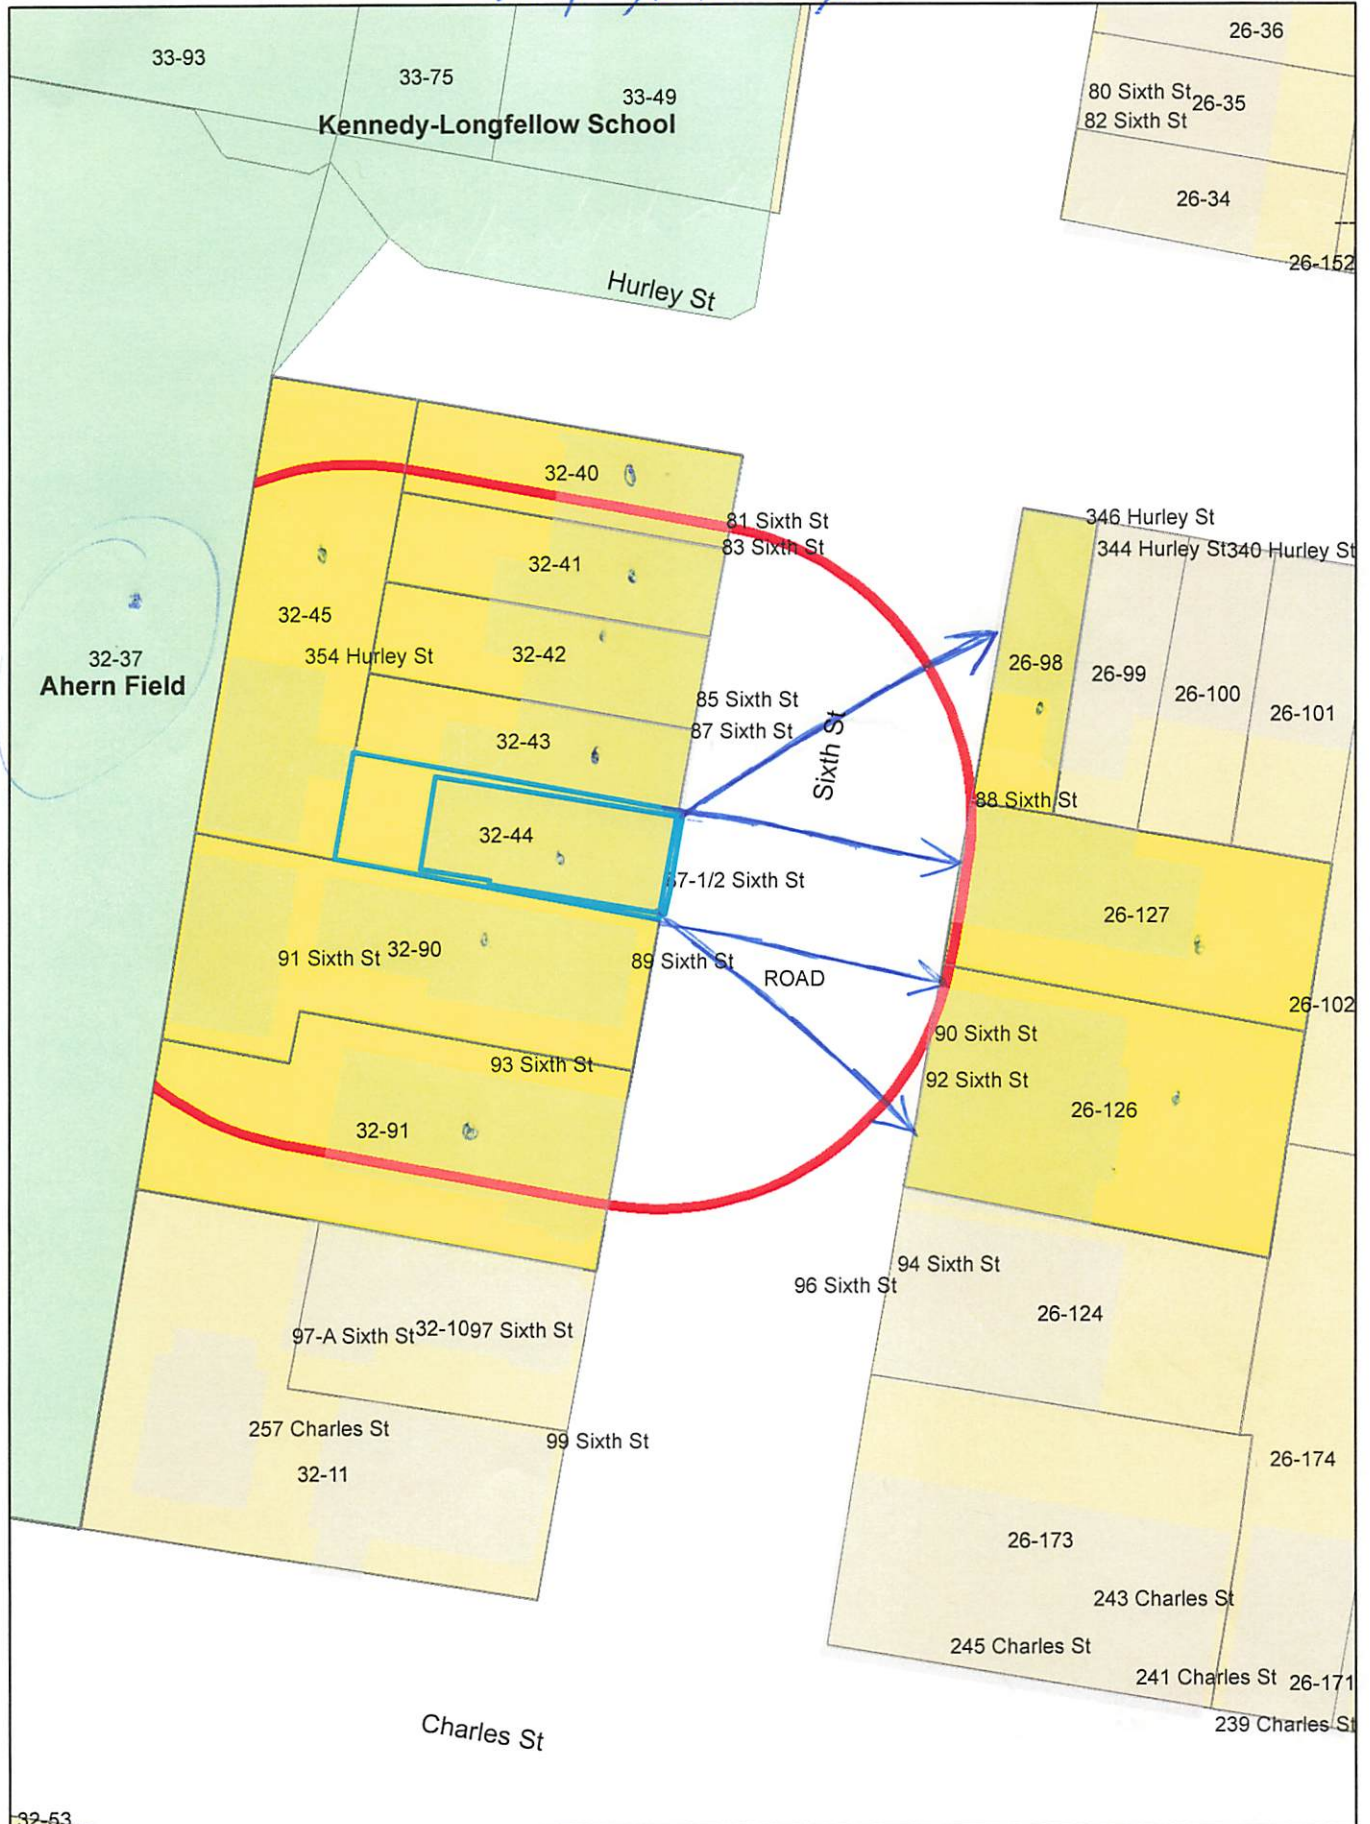 26-36
33-93
33-75
33-49
80 Sixth St
26-35
Kennedy-Longfellow School
82 Sixth St
26-34
26-152
Hurley St
32-40
81 Sixth St
346 Hurley St
83 Sixth St
344 Hurley St
340 Hurley St
32-41
32-45
354 Hurley St
32-42
32-37
Ahern Field
26-98
26-99
26-100
26-101
85 Sixth St
87 Sixth St
32-43
Sixth St
88 Sixth St
32-44
87-1/2 Sixth St
26-127
91 Sixth St
32-90
89 Sixth St
ROAD
26-102
90 Sixth St
93 Sixth St
92 Sixth St
26-126
32-91
94 Sixth St
96 Sixth St
26-124
97-A Sixth St
32-10
97 Sixth St
257 Charles St
99 Sixth St
32-11
26-174
26-173
243 Charles St
245 Charles St
241 Charles St
26-171
239 Charles St
Charles St
32-53